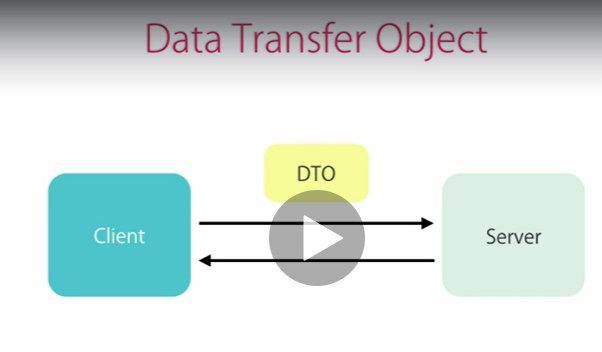 Data Transfer Object
DTO
Client
Server